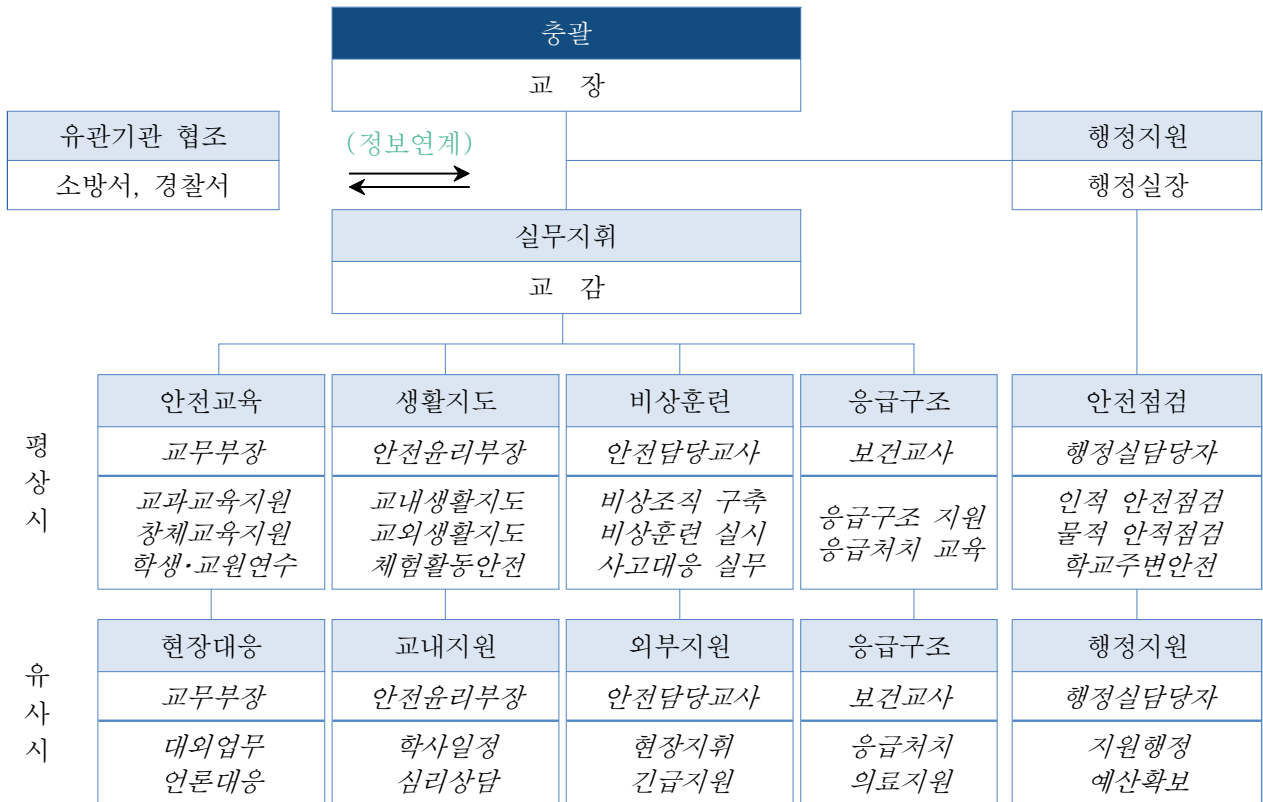 총괄
교 장
유관기관 협조
소방서, 경찰서
(정보연계)
행정지원
행정실장
실무지휘
교 감
평상시
안전교육
교무부장
교과교육지원
창체교육지원
학생·교원연수
생활지도
안전윤리부장
교내생활지도
교외생활지도
체험활동안전
비상훈련
안전담당교사
비상조직 구축
비상훈련 실시
사고대응 실무
응급구조
보건교사
응급구조 지원
응급처치 교육
안전점검
행정실담당자
인적 안전점검
물적 안적점검
학교주변안전
유사시
현장대응
교무부장
대외업무
언론대응
교내지원
안전윤리부장
학사일정
심리상담
외부지원
안전담당교사
현장지휘
긴급지원
응급구조
보건교사
응급처치
의료지원
행정지원
행정실담당자
지원행정
예산확보